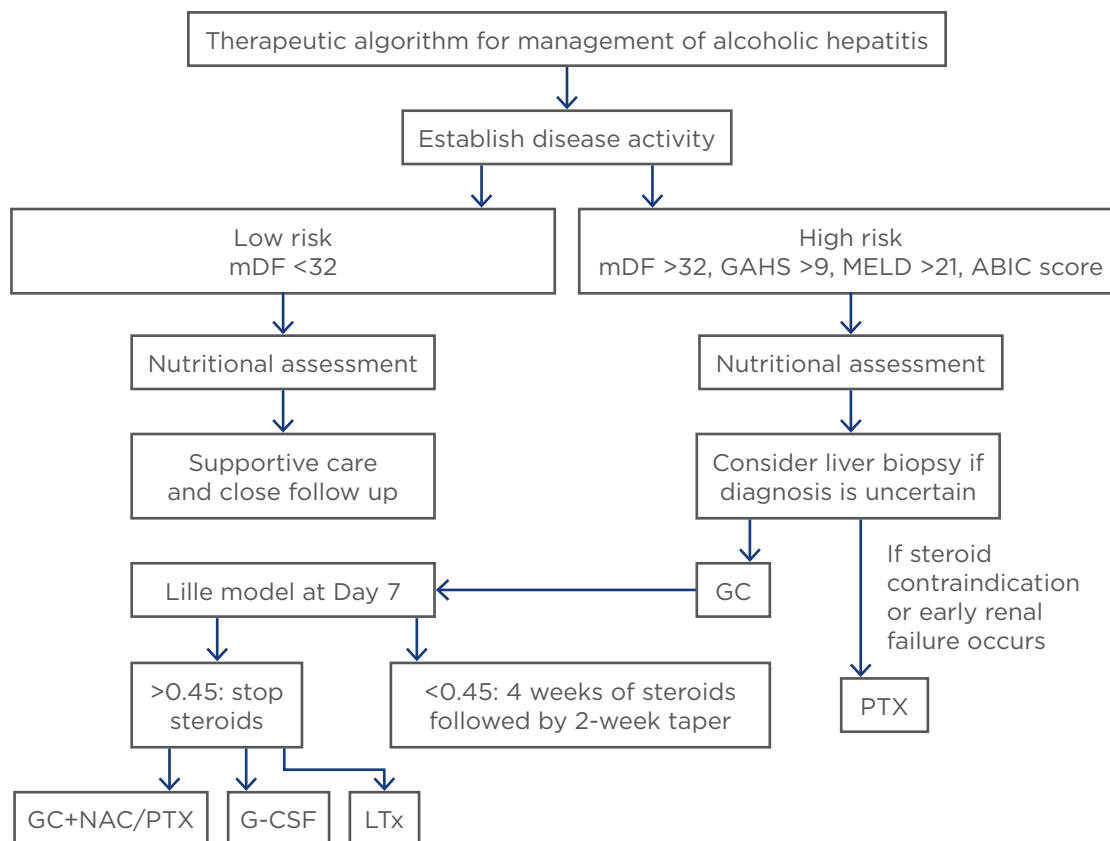 Therapeutic algorithm for management of alcoholic hepatitis
Establish disease activity
Low risk
mDF <32
High risk
mDF >32, GAHS >9, MELD >21, ABIC score
Nutritional assessment
Nutritional assessment
Supportive care
and close follow up
Consider liver biopsy if
diagnosis is uncertain
If steroid
contraindication
or early renal
failure occurs
Lille model at Day 7
GC
>0.45: stop
steroids
<0.45: 4 weeks of steroids
followed by 2-week taper
PTX
GC+NAC/PTX
G-CSF
LTx